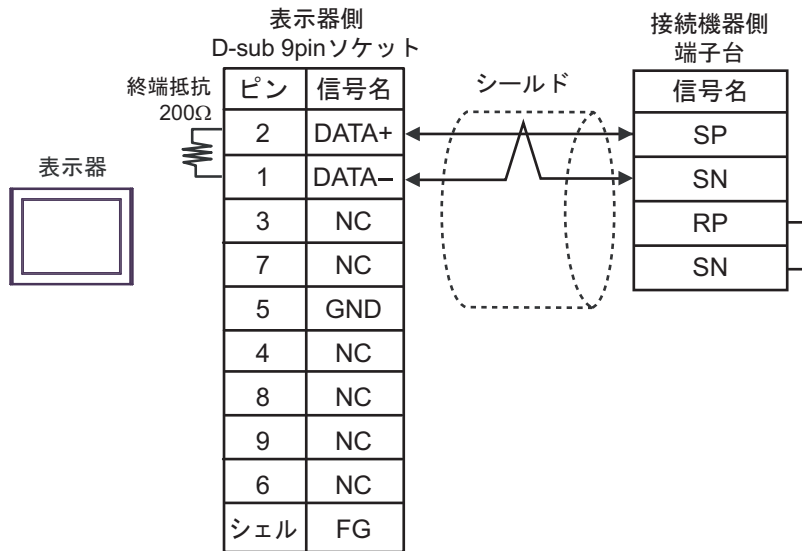 表示器側
D-sub 9pinソケット
接続機器側
端子台
終端抵抗
200Ω
シールド
表示器
ピン 信号名
2 DATA+
1 DATA−
3 NC
7 NC
5 GND
4 NC
8 NC
9 NC
6 NC
シェル FG
信号名
SP
SN
RP
SN